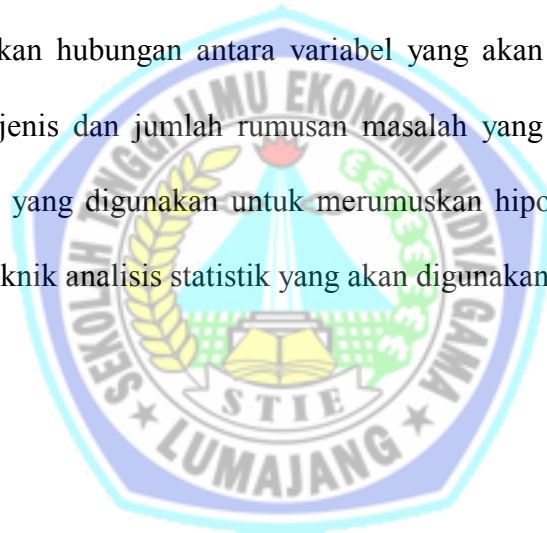 kan hubungan antara variabel yang akan
jenis dan jumlah rumusan masalah yang
yang digunakan untuk merumuskan hipo
knik analisis statistik yang akan digunakan
SEKOLAH TINGGI ILMU EKONOMI WIDYA GAMA
STIE
LUMAJANG